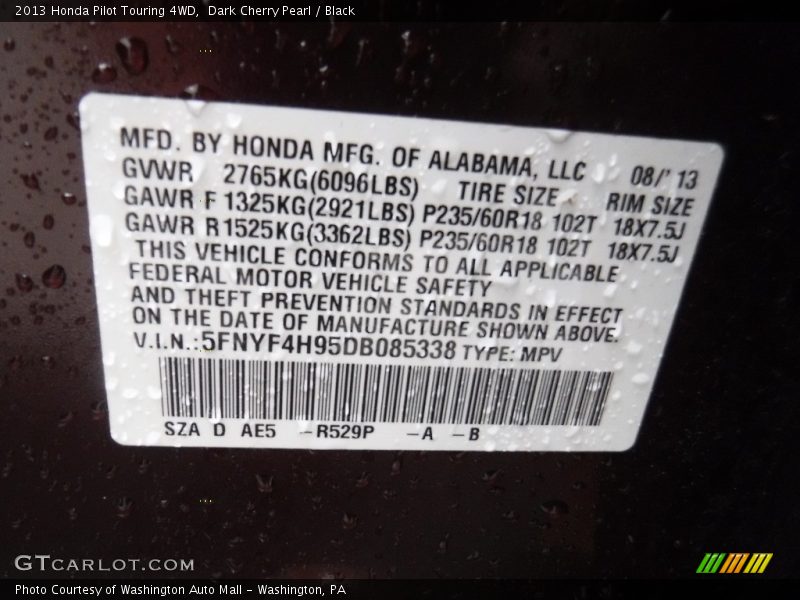 2013 Honda Pilot Touring 4WD,  Dark Cherry Pearl / Black
MFD. BY HONDA MFG. OF ALABAMA, LLC 08/' 13
GVWR 2765KG(6096LBS) TIRE SIZE RIM SIZE
GAWR F 1325KG(2921LBS) P235/60R18 102T 18X7.5J
GAWR R 1525KG(3362LBS) P235/60R18 102T 18X7.5J
THIS VEHICLE CONFORMS TO ALL APPLICABLE
FEDERAL MOTOR VEHICLE SAFETY
AND THEFT PREVENTION STANDARDS IN EFFECT
ON THE DATE OF MANUFACTURE SHOWN ABOVE.
V.I.N.:5FNYF4H95DB085338 TYPE: MPV
SZA D AE5 -R529P -A -B
GTCARLOT.COM
Photo Courtesy of Washington Auto Mall - Washington, PA